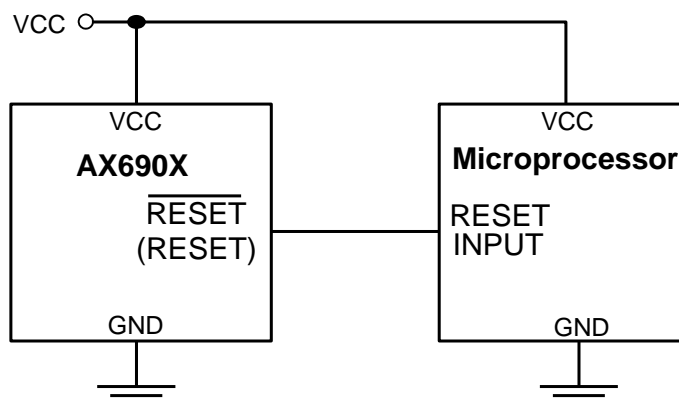 VCC
VCC
AX690X
RESET
(RESET)
GND
VCC
Microprocessor
RESET
INPUT
GND